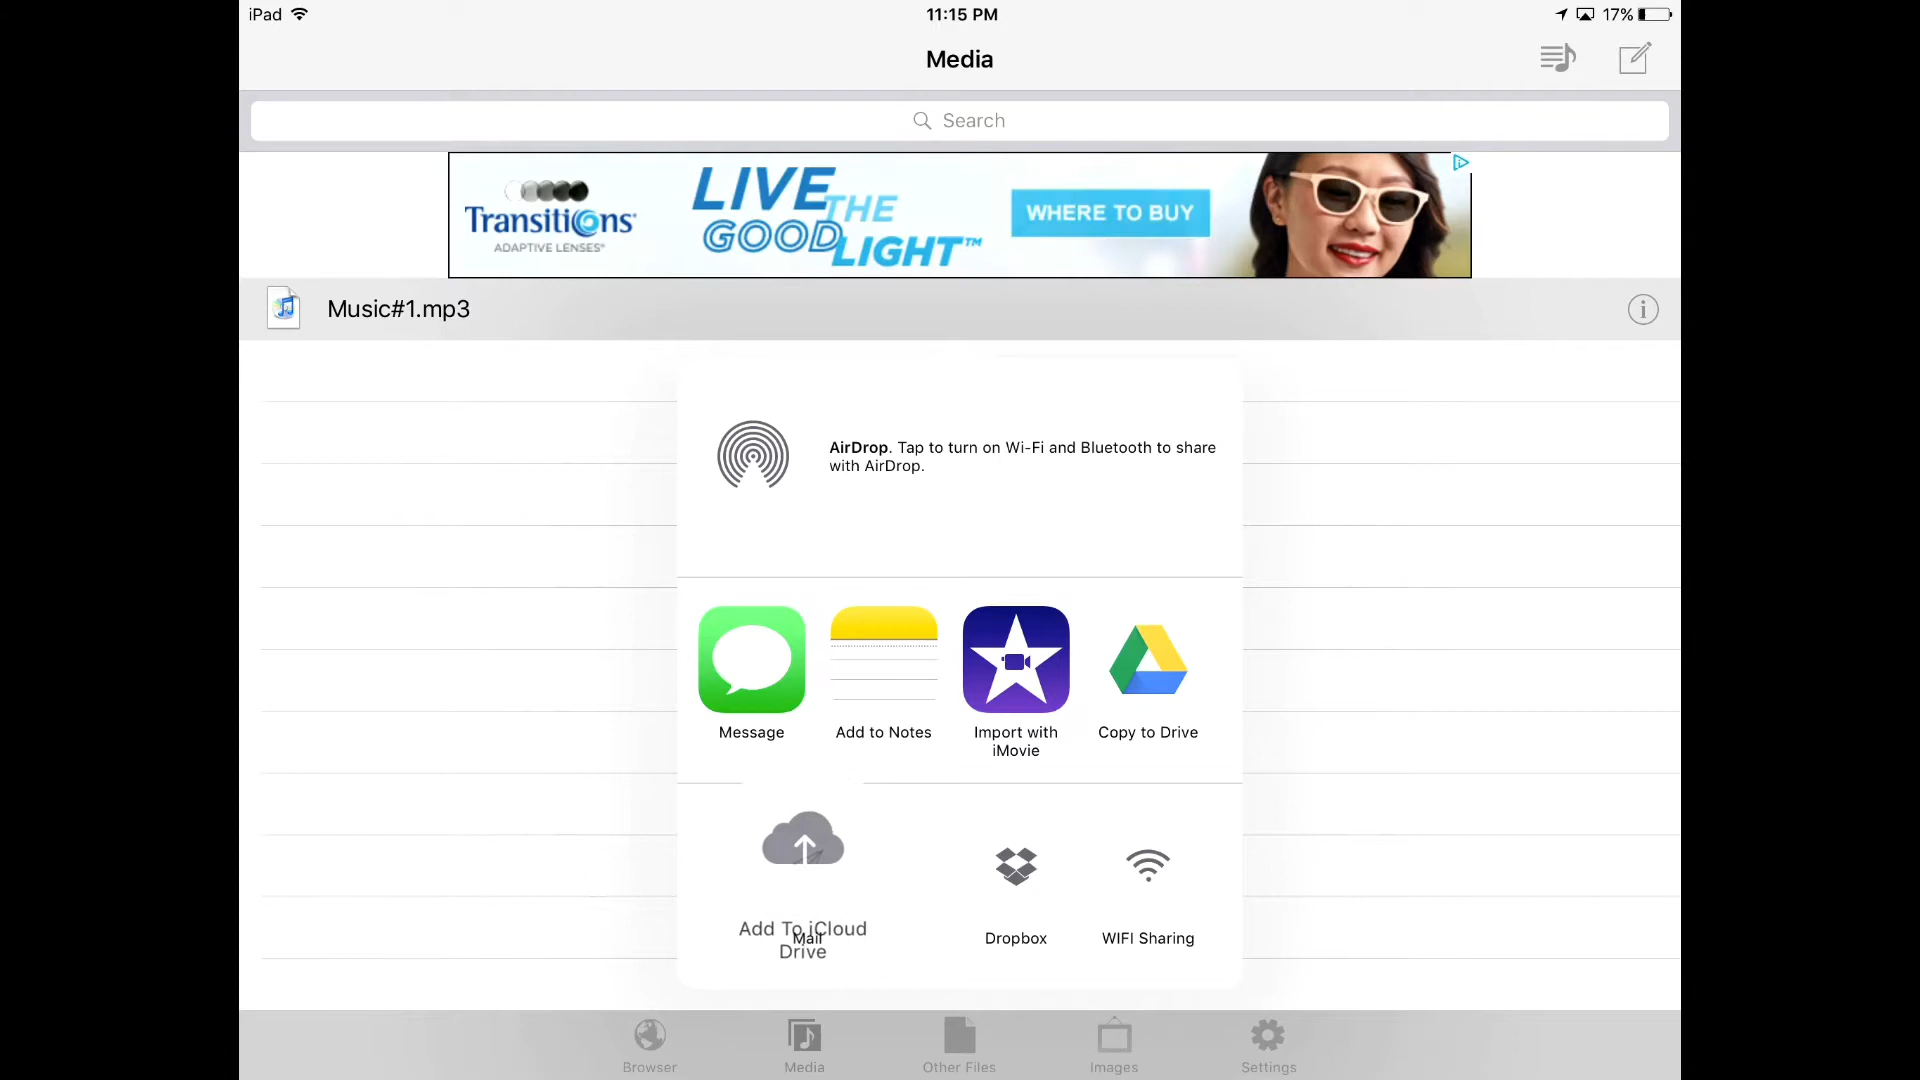 iPad
11:15 PM
17%
Media
Search
Transitions®
ADAPTIVE LENSES®
LIVE THE
GOOD LIGHT™
WHERE TO BUY
Music#1.mp3
AirDrop. Tap to turn on Wi-Fi and Bluetooth to share
with AirDrop.
Message
Add to Notes
Import with
iMovie
Copy to Drive
Add To iCloud
Drive
Mail
Dropbox
WIFI Sharing
Browser
Media
Other Files
Images
Settings